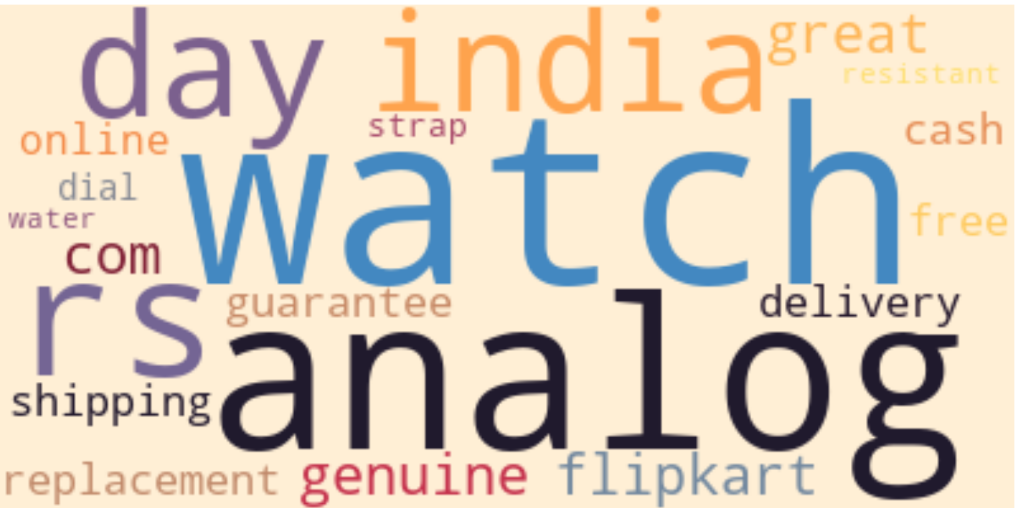 day india great
resistant
online strap cash
watch
dial
water free
com
rs guarantee delivery
analog
shipping
replacement genuine flipkart